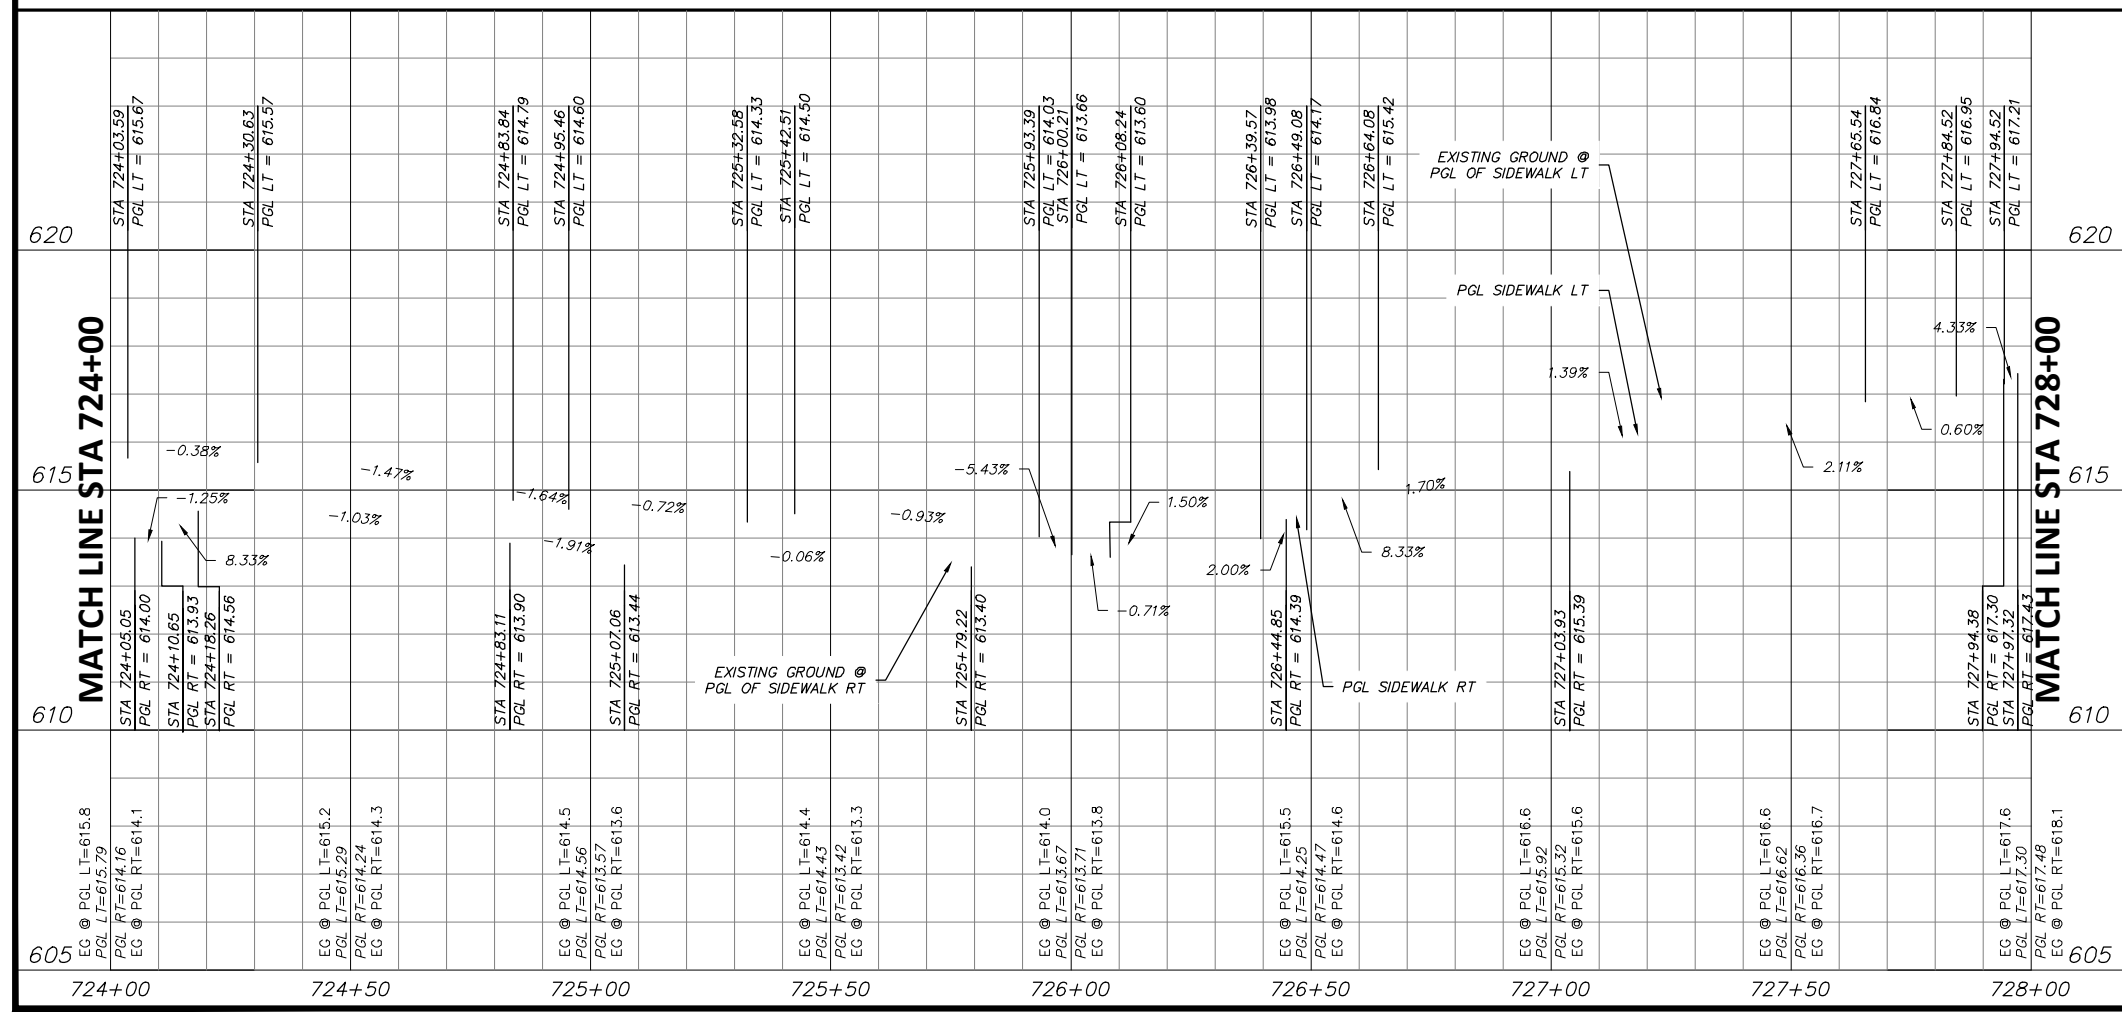 STA 724+03.59
PGL LT = 615.67
STA 724+30.63
PGL LT = 615.57
STA 724+83.84
PGL LT = 614.79
STA 724+95.46
PGL LT = 614.60
STA 725+32.58
PGL LT = 614.33
STA 725+42.51
PGL LT = 614.50
STA 725+93.39
PGL LT = 614.03
STA 726+00.21
PGL LT = 613.66
STA 726+08.24
PGL LT = 613.60
STA 726+39.57
PGL LT = 613.98
STA 726+49.08
PGL LT = 614.17
STA 726+64.08
PGL LT = 615.42
STA 727+65.54
PGL LT = 616.84
STA 727+84.52
PGL LT = 616.95
STA 727+94.52
PGL LT = 617.21
EXISTING GROUND @
PGL OF SIDEWALK LT
620
620
PGL SIDEWALK LT
4.33%
1.39%
MATCH LINE STA 724+00
MATCH LINE STA 728+00
-0.38%
-1.47%
-5.43%
0.60%
2.11%
615
615
-1.25%
-1.64%
-0.72%
1.50%
1.70%
-1.03%
-0.93%
8.33%
-1.91%
-0.06%
2.00%
8.33%
-0.71%
STA 724+05.05
PGL RT = 614.00
STA 724+10.65
PGL RT = 613.93
STA 724+18.26
PGL RT = 614.56
STA 724+83.11
PGL RT = 613.90
STA 725+07.06
PGL RT = 613.44
EXISTING GROUND @
PGL OF SIDEWALK RT
STA 725+79.22
PGL RT = 613.40
STA 726+44.85
PGL RT = 614.39
PGL SIDEWALK RT
STA 727+03.93
PGL RT = 615.39
STA 727+94.38
PGL RT = 617.30
STA 727+97.32
PGL RT = 617.43
610
610
EG @ PGL LT=615.8
PGL LT=615.79
PGL RT=614.16
EG @ PGL RT=614.1
EG @ PGL LT=615.2
PGL LT=615.29
PGL RT=614.24
EG @ PGL RT=614.3
EG @ PGL LT=614.5
PGL LT=614.56
PGL RT=613.57
EG @ PGL RT=613.6
EG @ PGL LT=614.4
PGL LT=614.43
PGL RT=613.42
EG @ PGL RT=613.3
EG @ PGL LT=614.0
PGL LT=613.67
PGL RT=613.71
EG @ PGL RT=613.8
EG @ PGL LT=615.5
PGL LT=614.25
PGL RT=614.47
EG @ PGL RT=614.6
EG @ PGL LT=616.6
PGL LT=615.92
PGL RT=615.32
EG @ PGL RT=615.6
EG @ PGL LT=616.6
PGL LT=616.62
PGL RT=616.36
EG @ PGL RT=616.7
EG @ PGL LT=617.6
PGL LT=617.30
PGL RT=617.48
EG @ PGL RT=618.1
605
605
724+00
724+50
725+00
725+50
726+00
726+50
727+00
727+50
728+00